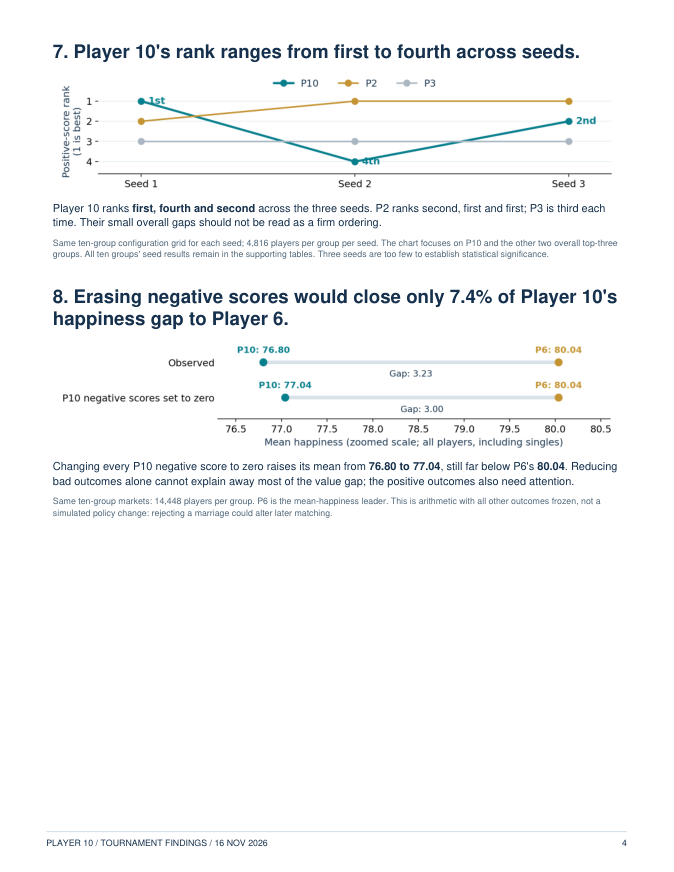 7. Player 10's rank ranges from first to fourth across seeds.
P10 P2 P3
Positive-score rank
(1 is best)
1
2
3
4
1st
4th
2nd
Seed 1 Seed 2 Seed 3
Player 10 ranks first, fourth and second across the three seeds. P2 ranks second, first and first; P3 is third each
time. Their small overall gaps should not be read as a firm ordering.
Same ten-group configuration grid for each seed; 4,816 players per group per seed. The chart focuses on P10 and the other two overall top-three
groups. All ten groups' seed results remain in the supporting tables. Three seeds are too few to establish statistical significance.
8. Erasing negative scores would close only 7.4% of Player 10's
happiness gap to Player 6.
P10: 76.80 P6: 80.04
Observed
Gap: 3.23
P10: 77.04 P6: 80.04
P10 negative scores set to zero
Gap: 3.00
76.5 77.0 77.5 78.0 78.5 79.0 79.5 80.0 80.5
Mean happiness (zoomed scale; all players, including singles)
Changing every P10 negative score to zero raises its mean from 76.80 to 77.04, still far below P6's 80.04. Reducing
bad outcomes alone cannot explain away most of the value gap; the positive outcomes also need attention.
Same ten-group markets: 14,448 players per group. P6 is the mean-happiness leader. This is arithmetic with all other outcomes frozen, not a
simulated policy change: rejecting a marriage could alter later matching.
PLAYER 10 / TOURNAMENT FINDINGS / 16 NOV 2026 4